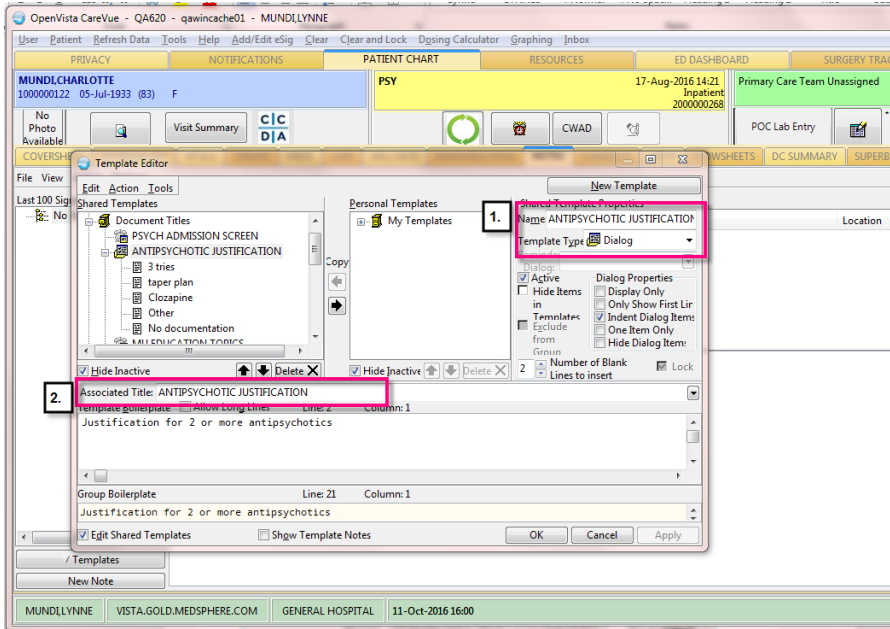 OpenVista CareVue - QA620 - qawincache01 - MUNDI,LYNNE
User Patient Refresh Data Tools Help Add/Edit eSig Clear Clear and Lock Dosing Calculator Graphing Inbox
PRIVACY NOTIFICATIONS PATIENT CHART RESOURCES ED DASHBOARD SURGERY TRAC
MUNDI,CHARLOTTE
1000000122 05-Jul-1933 (83) F
PSY
17-Aug-2016 14:21
Inpatient
2000000268
Primary Care Team Unassigned
No
Photo
Available
Visit Summary
C|C
D|A
CWAD
POC Lab
Entry
COVERSHE
NOTES
OWSHEETS DC SUMMARY SUPERB
File View
Template Editor
Last 100 Sig
No
Location
Edit Action Tools
New Template
Shared Templates
Personal Templates
Shared Template Properties
Document Titles
PSYCH ADMISSION SCREEN
ANTIPSYCHOTIC JUSTIFICATION
3 tries
taper plan
Clozapine
Other
No documentation
MU EDUCATION TOPICS
Copy
My Templates
1.
Name ANTIPSYCHOTIC JUSTIFICATION
Template Type Dialog
Reminder
Dialog:
Active
Hide Items
in
Templates
Exclude
from
Group
Dialog Properties
Display Only
Only Show First Lin
Indent Dialog Items
One Item Only
Hide Dialog Items
2 Number of Blank
Lines to insert
Lock
Hide Inactive Delete
Hide Inactive Delete
2.
Associated Title: ANTIPSYCHOTIC JUSTIFICATION
Template Boilerplate Allow Long Lines Line: 2 Column: 1
Justification for 2 or more antipsychotics
Group Boilerplate Line: 21 Column: 1
Justification for 2 or more antipsychotics
Edit Shared Templates Show Template Notes OK Cancel Apply
/ Templates
New Note
MUNDI,LYNNE VISTA.GOLD.MEDSPHERE.COM GENERAL HOSPITAL 11-Oct-2016 16:00